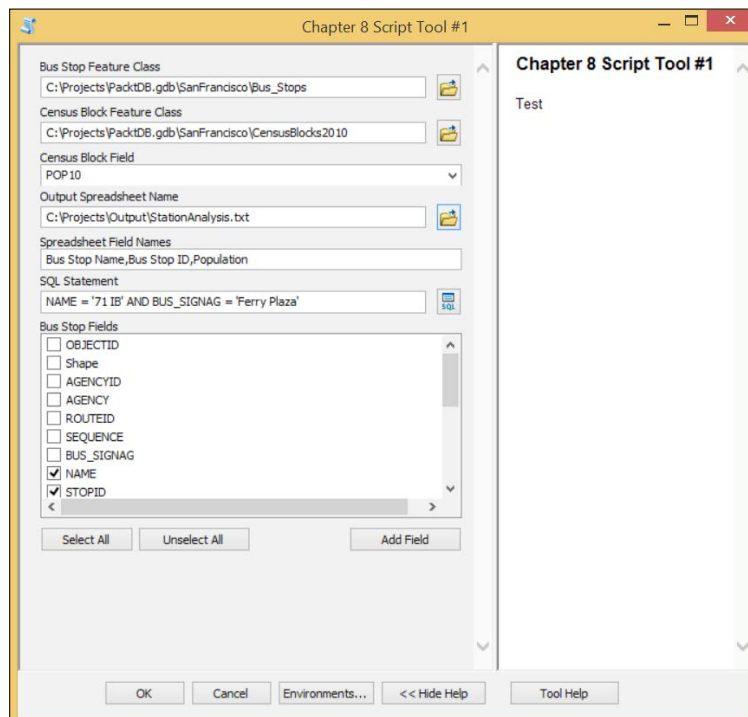 Chapter 8 Script Tool #1
Bus Stop Feature Class
C:\Projects\PacktDB.gdb\SanFrancisco\Bus_Stops
Census Block Feature Class
C:\Projects\PacktDB.gdb\SanFrancisco\CensusBlocks2010
Census Block Field
POP10
Output Spreadsheet Name
C:\Projects\Output\StationAnalysis.txt
Spreadsheet Field Names
Bus Stop Name,Bus Stop ID,Population
SQL Statement
NAME = '71 IB' AND BUS_SIGNAG = 'Ferry Plaza'
SQL
Bus Stop Fields
OBJECTID
Shape
AGENCYID
AGENCY
ROUTEID
SEQUENCE
BUS_SIGNAG
NAME
STOPID
Select All Unselect All Add Field
Chapter 8 Script Tool #1
Test
OK Cancel Environments... << Hide Help Tool Help